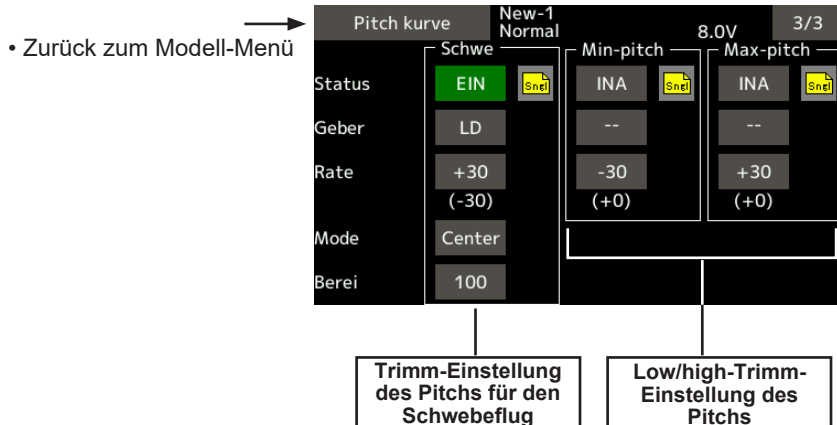 • Zurück zum Modell-Menü
Pitch kurve New-1 Normal 8.0V 3/3
Schwe Min-pitch Max-pitch
Status EIN Sngl INA Sngl INA Sngl
Geber LD -- --
Rate +30 -30 +30
(-30) (+0) (+0)
Mode Center
Berei 100
Trimm-Einstellung
des Pitchs für den
Schwebeflug
Low/high-Trimm-
Einstellung des
Pitchs